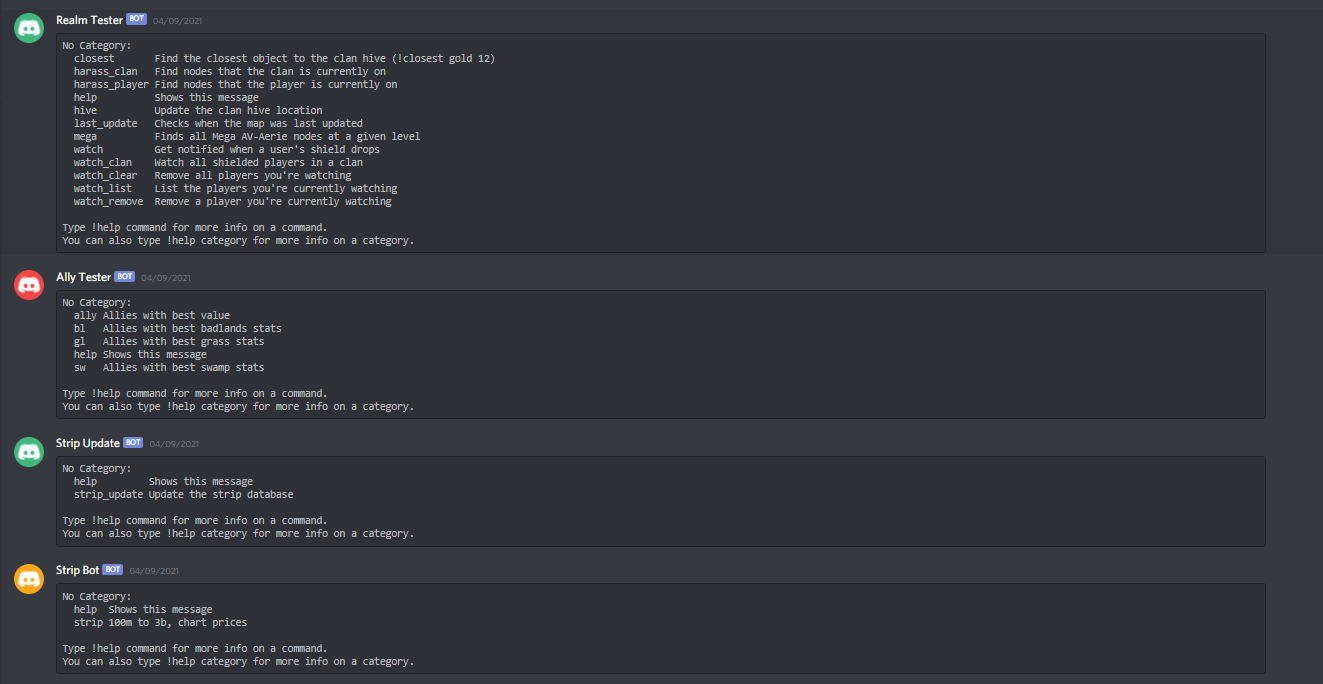 Realm Tester BOT 04/09/2021
No Category:
closest Find the closest object to the clan hive (!closest gold 12)
harass_clan Find nodes that the clan is currently on
harass_player Find nodes that the player is currently on
help Shows this message
hive Update the clan hive location
last_update Checks when the map was last updated
mega Finds all Mega AV-Aerie nodes at a given level
watch Get notified when a user's shield drops
watch_clan Watch all shielded players in a clan
watch_clear Remove all players you're watching
watch_list List the players you're currently watching
watch_remove Remove a player you're currently watching
Type !help command for more info on a command.
You can also type !help category for more info on a category.
Ally Tester BOT 04/09/2021
No Category:
ally Allies with best value
bl Allies with best badlands stats
gl Allies with best grass stats
help Shows this message
sw Allies with best swamp stats
Type !help command for more info on a command.
You can also type !help category for more info on a category.
Strip Update BOT 04/09/2021
No Category:
help Shows this message
strip_update Update the strip database
Type !help command for more info on a command.
You can also type !help category for more info on a category.
Strip Bot BOT 04/09/2021
No Category:
help Shows this message
strip 100m to 3b, chart prices
Type !help command for more info on a command.
You can also type !help category for more info on a category.